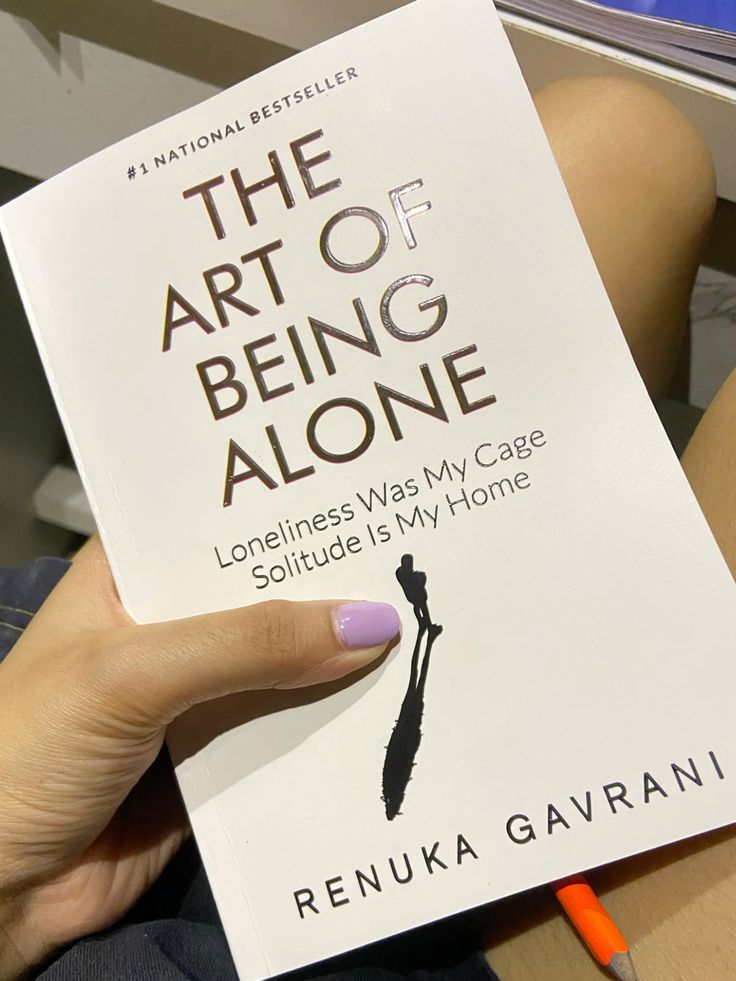 #1 NATIONAL BESTSELLER
THE
ART OF
BEING
ALONE
Loneliness Was My Cage
Solitude Is My Home
RENUKA GAVRANI